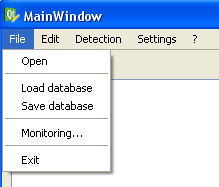 MainWindow
File Edit Detection Settings ?
Open
Load database
Save database
Monitoring...
Exit